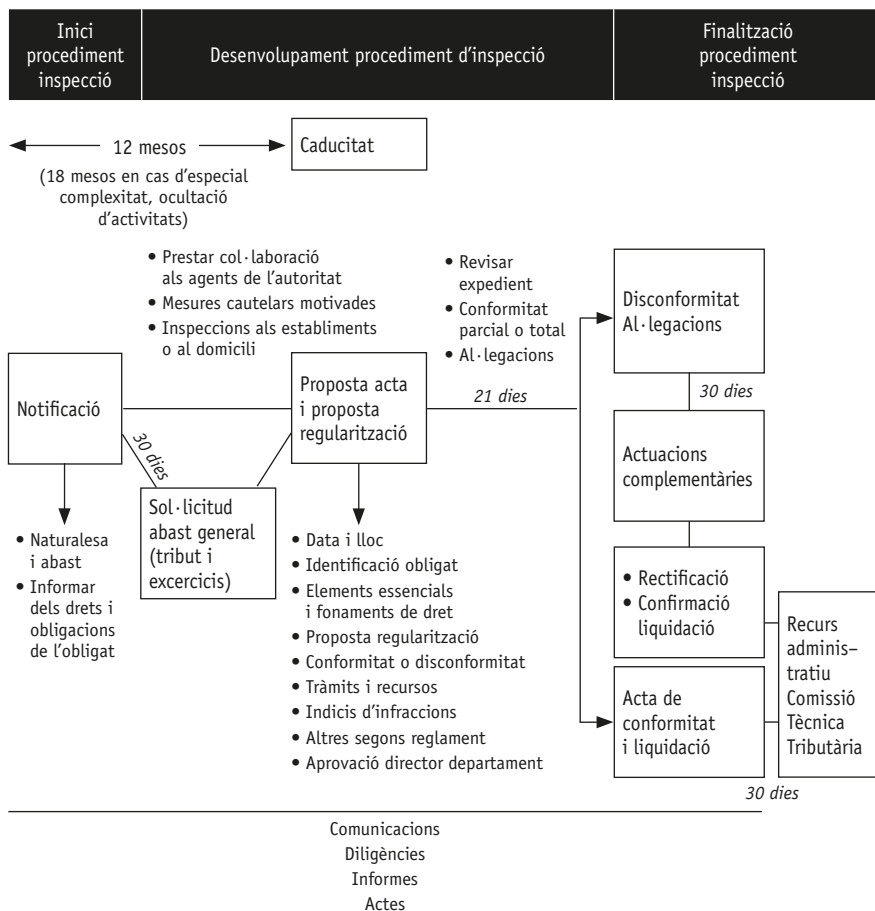 Inici
procediment
inspecció
Desenvolupament procediment d’inspecció
Finalització
procediment
inspecció
12 mesos
(18 mesos en cas d’especial
complexitat, ocultació
d’activitats)
Caducitat
• Prestar col·laboració
als agents de l’autoritat
• Mesures cautelars motivades
• Inspeccions als establiments
o al domicili
• Revisar
expedient
• Conformitat
parcial o total
• Al·legacions
Disconformitat
Al·legacions
Notificació
Proposta acta
i proposta
regularització
21 dies
30 dies
30 dies
Actuacions
complementàries
Sol·licitud
abast general
(tribut i
excercicis)
• Naturalesa
i abast
• Informar
dels drets i
obligacions
de l’obligat
• Data i lloc
• Identificació obligat
• Elements essencials
i fonaments de dret
• Proposta regularització
• Conformitat o disconformitat
• Tràmits i recursos
• Indicis d’infraccions
• Altres segons reglament
• Aprovació director departament
• Rectificació
• Confirmació
liquidació
Acta de
conformitat
i liquidació
Recurs
adminis–
tratiu
Comissió
Tècnica
Tributària
30 dies
Comunicacions
Diligències
Informes
Actes